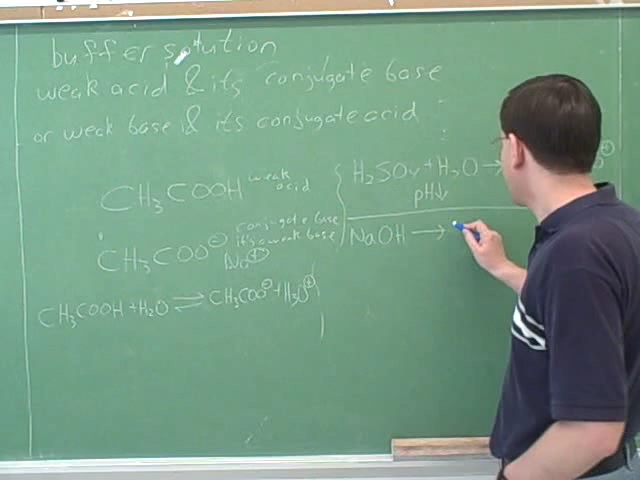 buffer solution
weak acid & its conjugate base
or weak base & its conjugate acid
CH₃COOH weak acid
CH₃COO⊖ conjugate base
it's a weak base
Na⊕
CH₃COOH + H₂O ⇌ CH₃COO⊖ + H₃O⊕
H₂SO₄ + H₂O →
pH↓
NaOH →